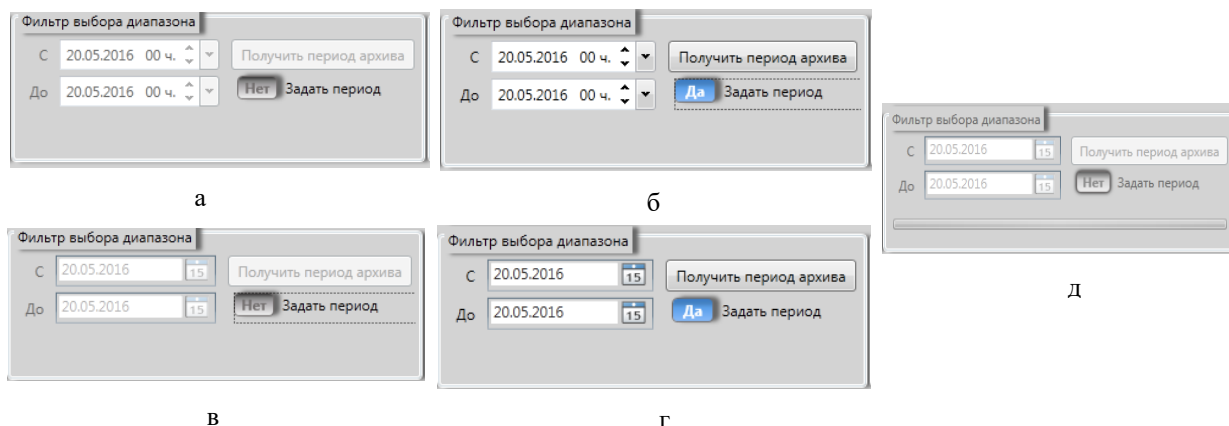 Фильтр выбора диапазона
С 20.05.2016 00 ч. Получить период архива
До 20.05.2016 00 ч. Нет Задать период
а
Фильтр выбора диапазона
С 20.05.2016 00 ч. Получить период архива
До 20.05.2016 00 ч. Да Задать период
б
Фильтр выбора диапазона
С 20.05.2016 15 Получить период архива
До 20.05.2016 15 Нет Задать период
д
Фильтр выбора диапазона
С 20.05.2016 15 Получить период архива
До 20.05.2016 15 Нет Задать период
в
Фильтр выбора диапазона
С 20.05.2016 15 Получить период архива
До 20.05.2016 15 Да Задать период
г